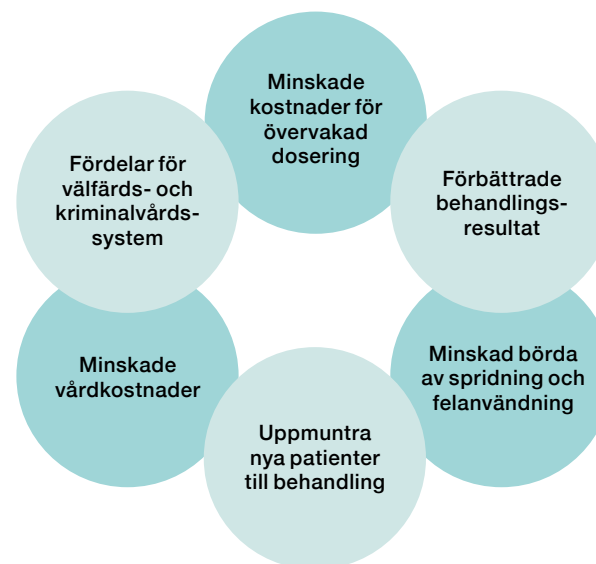 Minskade
kostnader för
övervakad
dosering
Förbättrade
behandlings-
resultat
Minskad börda
av spridning och
felanvändning
Uppmuntra
nya patienter
till behandling
Minskade
vårdkostnader
Fördelar för
välfärds- och
kriminalvårds-
system